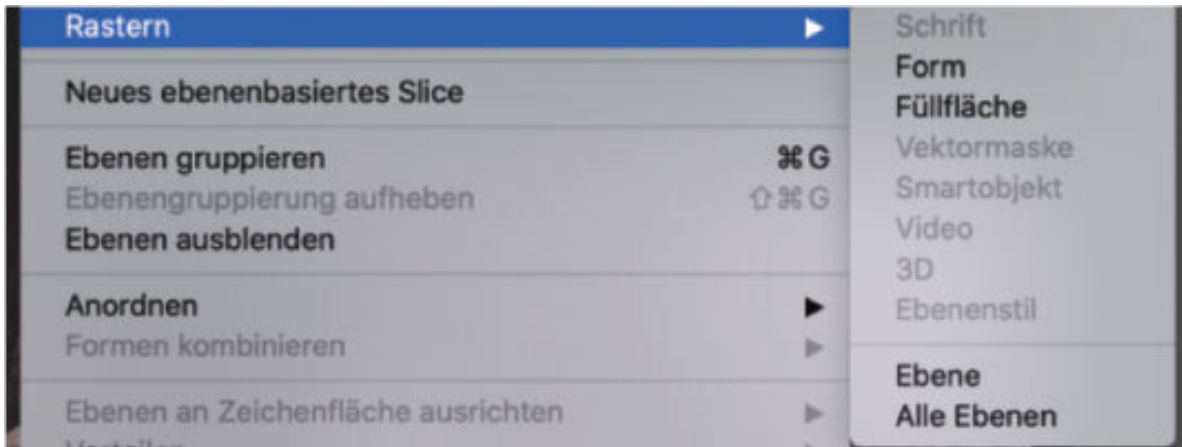 Rastern ▶
Neues ebenenbasiertes Slice
Ebenen gruppieren ⌘G
Ebenengruppierung aufheben ⇧⌘G
Ebenen ausblenden
Anordnen ▶
Formen kombinieren ▶
Ebenen an Zeichenfläche ausrichten ▶
Schrift
Form
Füllfläche
Vektormaske
Smartobjekt
Video
3D
Ebenenstil
Ebene
Alle Ebenen